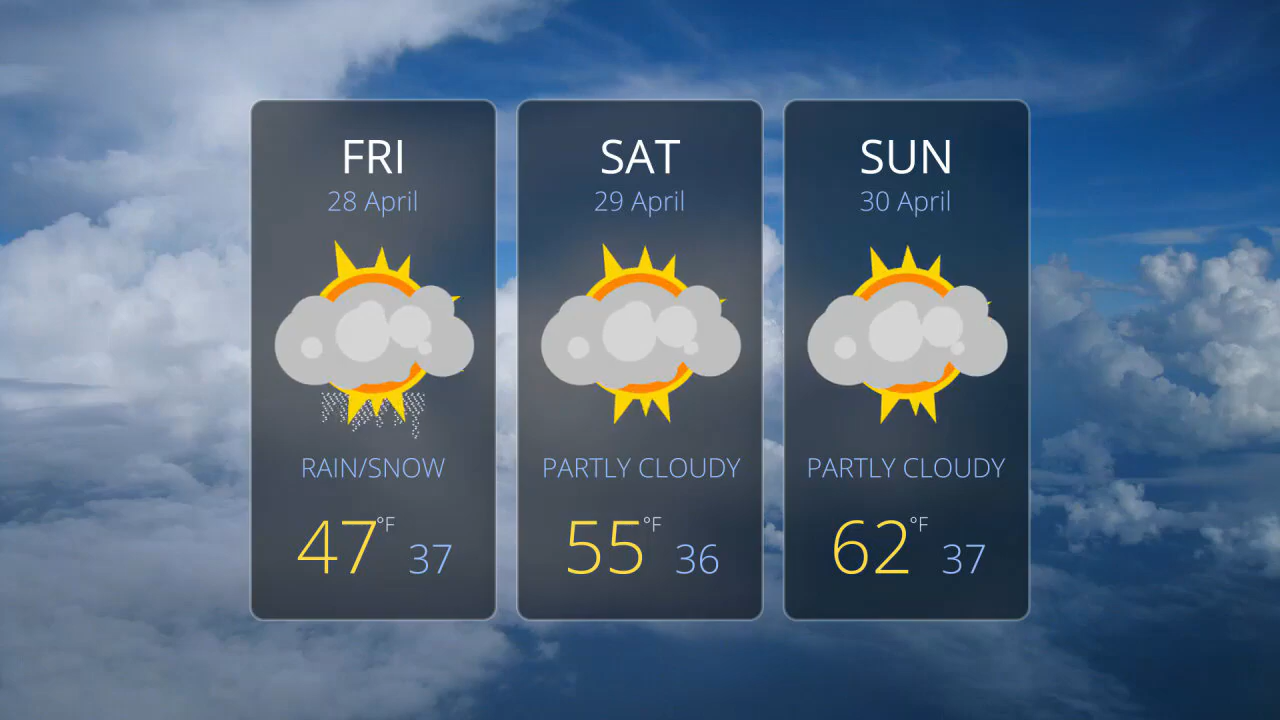 FRI
28 April
RAIN/SNOW
47°F 37
SAT
29 April
PARTLY CLOUDY
55°F 36
SUN
30 April
PARTLY CLOUDY
62°F 37